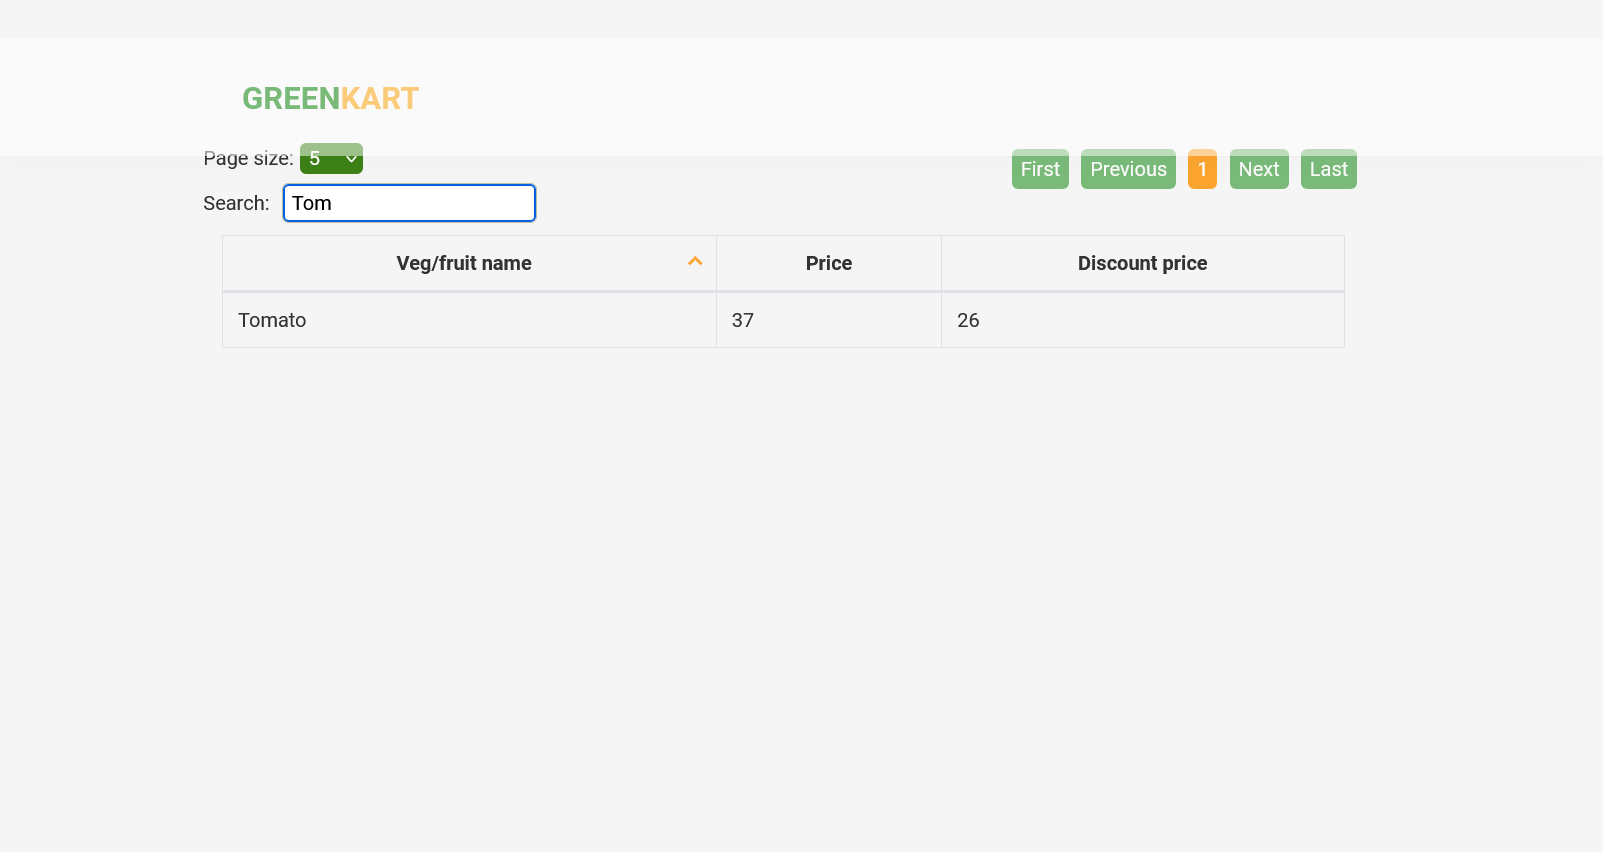 GREENKART
Page size: 5
First Previous 1 Next Last
Search: Tom
Veg/fruit name Price Discount price
Tomato 37 26